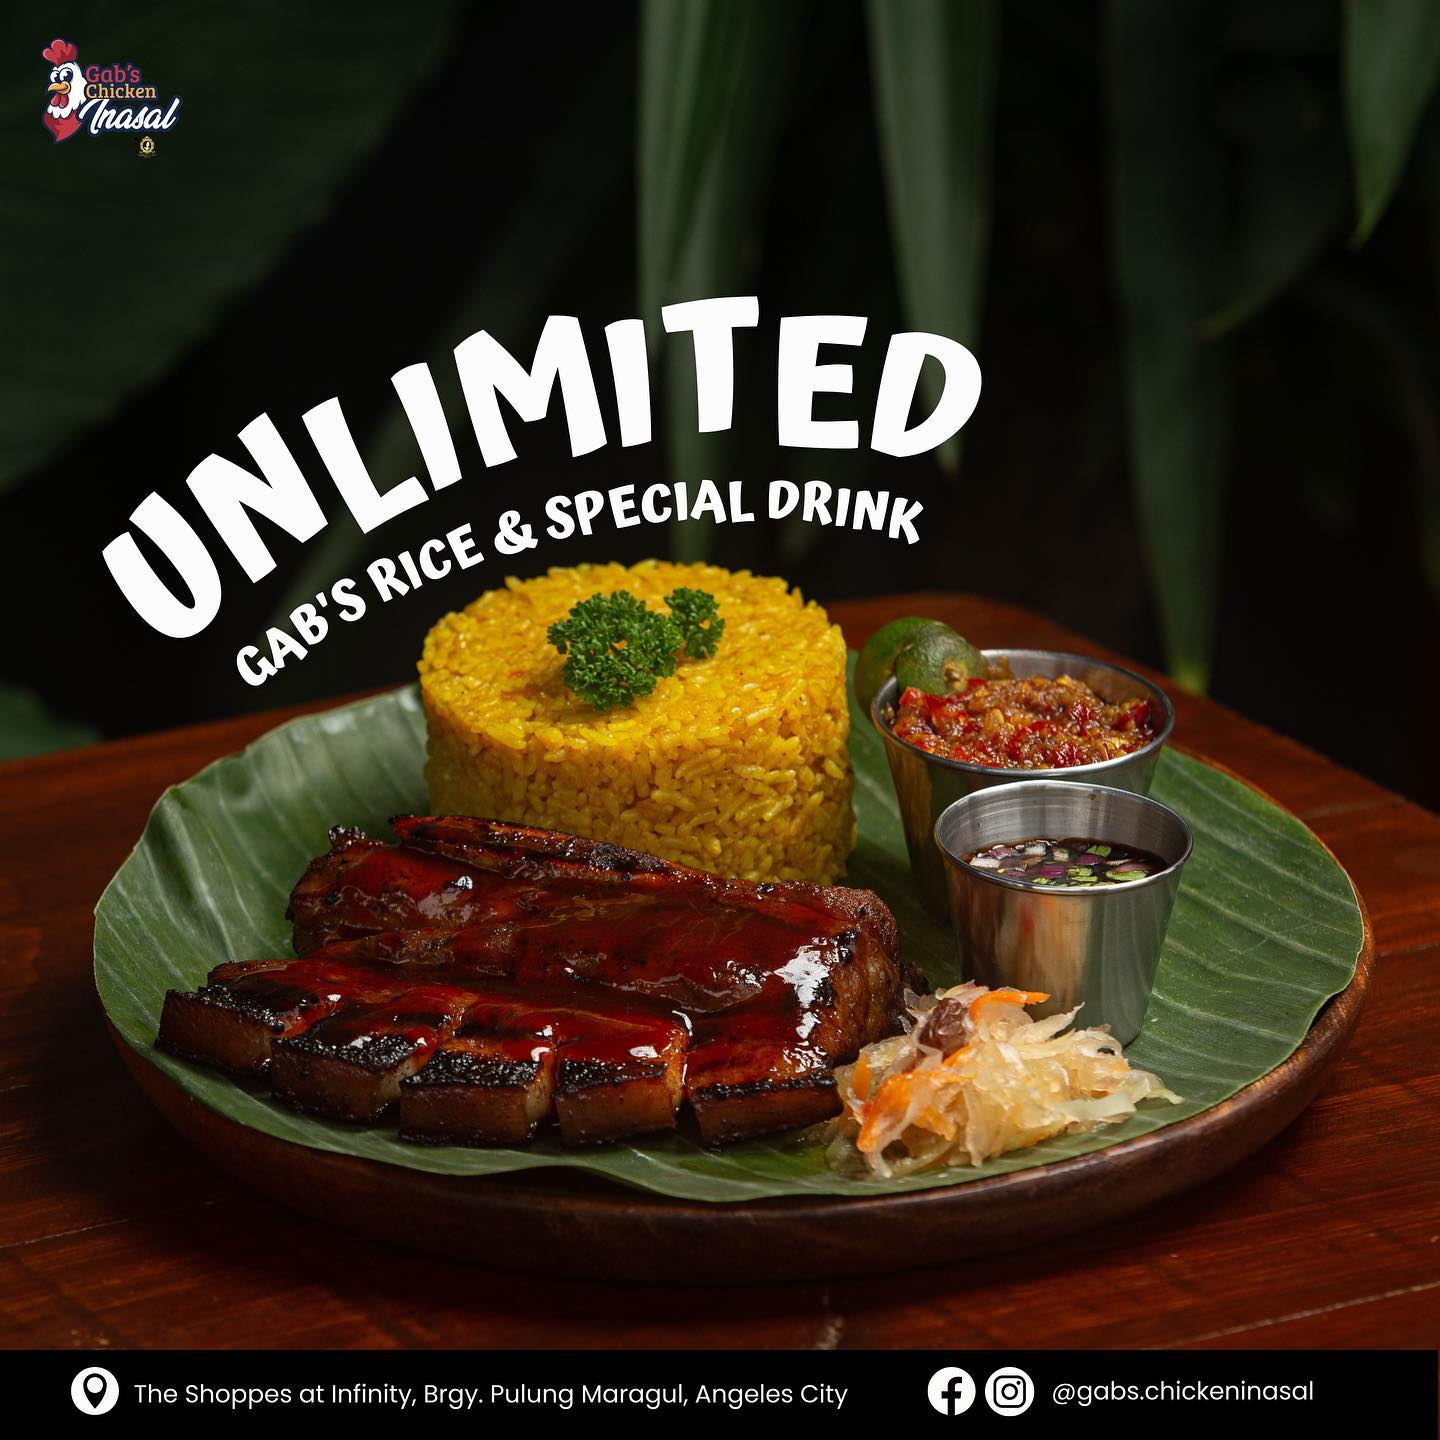 Gab's
Chicken
Inasal
UNLIMITED
GAB'S RICE & SPECIAL DRINK
The Shoppes at Infinity, Brgy. Pulung Maragul, Angeles City
@gabs.chickeninasal